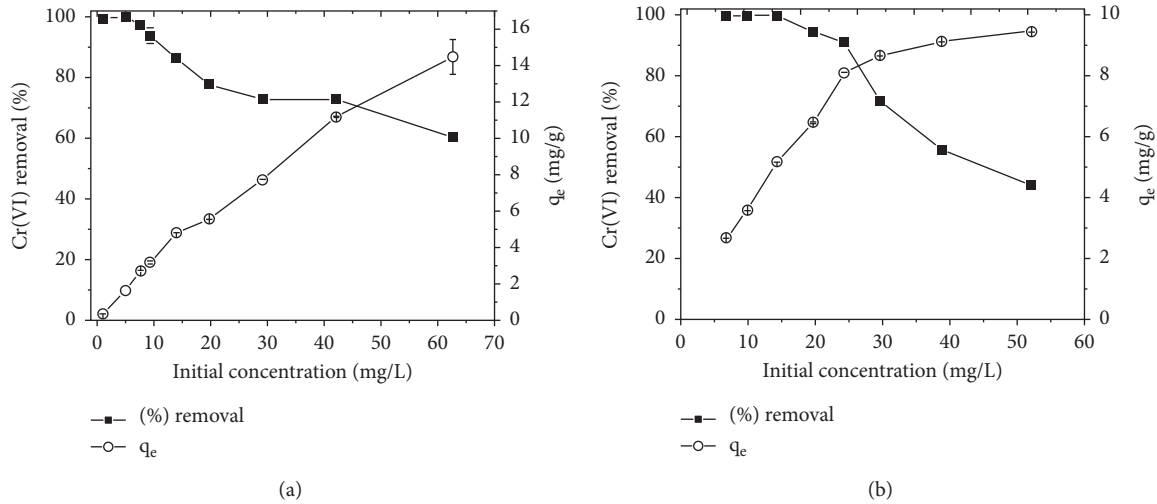 100
80
60
40
20
0
Cr(VI) removal (%)
16
14
12
10
8
6
4
2
0
qe (mg/g)
0 10 20 30 40 50 60 70
Initial concentration (mg/L)
(%) removal
qe
(a)
100
80
60
40
20
0
Cr(VI) removal (%)
10
8
6
4
2
0
qe (mg/g)
0 10 20 30 40 50 60
Initial concentration (mg/L)
(%) removal
qe
(b)